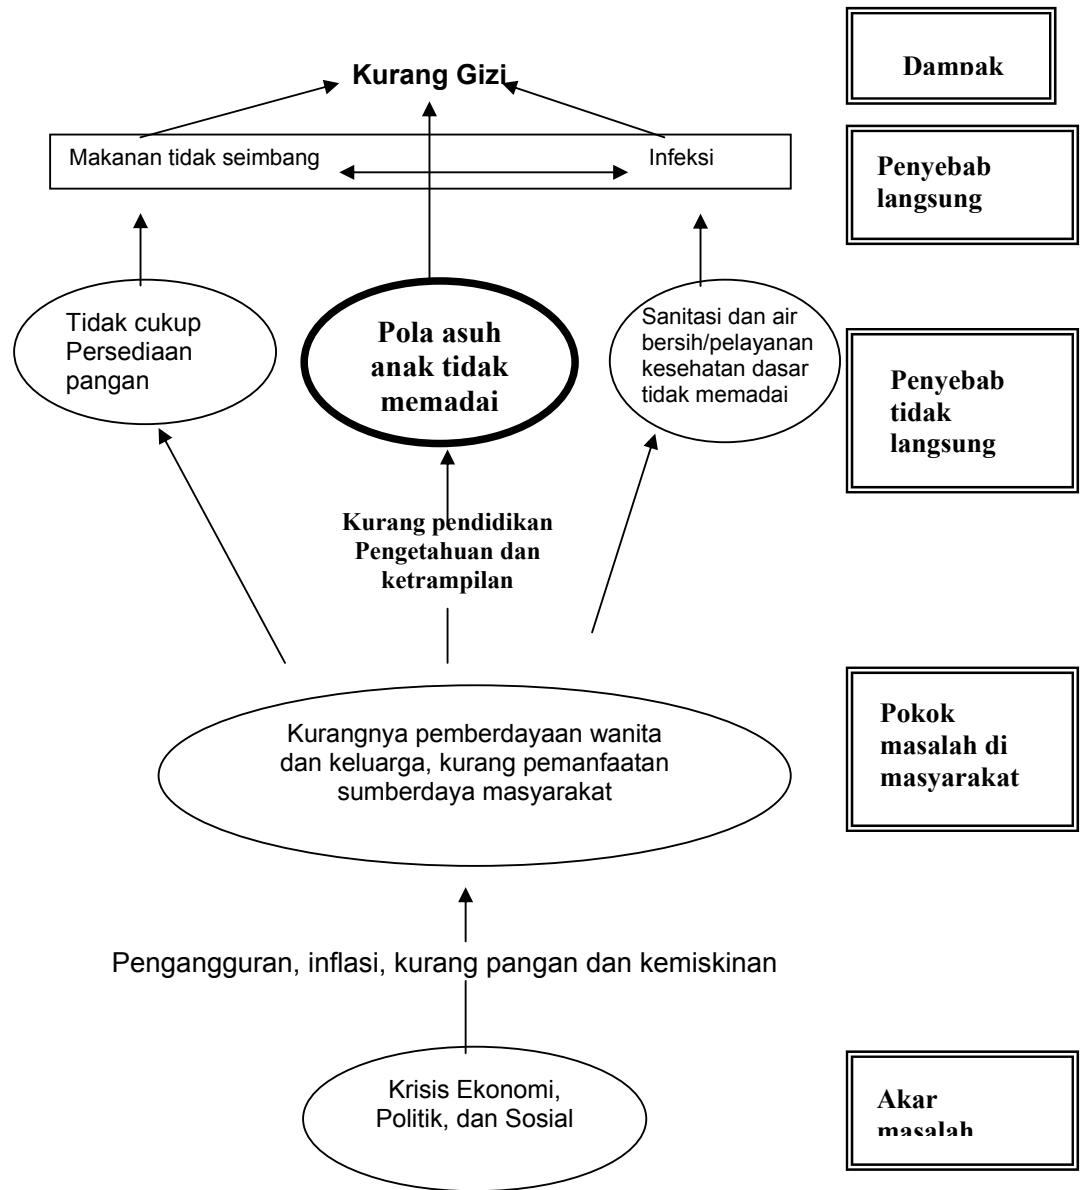 Dampak
Kurang Gizi
Makanan tidak seimbang
Infeksi
Penyebab
langsung
Tidak cukup
Persediaan
pangan
Pola asuh
anak tidak
memadai
Sanitasi dan air
bersih/pelayanan
kesehatan dasar
tidak memadai
Penyebab
tidak
langsung
Kurang pendidikan
Pengetahuan dan
ketrampilan
Kurangnya pemberdayaan wanita
dan keluarga, kurang pemanfaatan
sumberdaya masyarakat
Pokok
masalah di
masyarakat
Pengangguran, inflasi, kurang pangan dan kemiskinan
Krisis Ekonomi,
Politik, dan Sosial
Akar
masalah